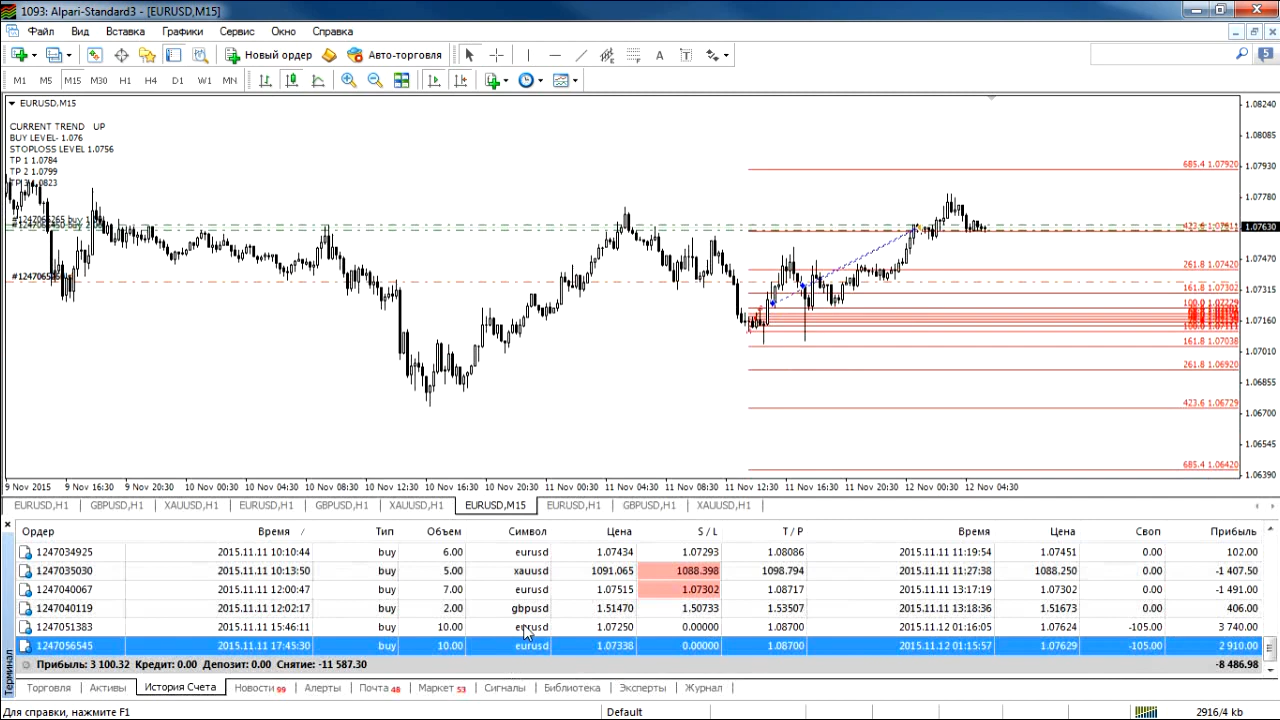 1093: Alpari-Standard3 - [EURUSD,M15]
Файл Вид Вставка Графики Сервис Окно Справка
Новый ордер Авто-торговля 5
M1 M5 M15 M30 H1 H4 D1 W1 MN
EURUSD,M15
CURRENT TREND UP
BUY LEVEL- 1.076
STOPLOSS LEVEL 1.0756
TP 1 1.0784
TP 2 1.0799
1.0823
1.08240
1.08085
1.07930
1.07780
1.07630
1.07470
1.07315
1.07160
1.07010
1.06855
1.06700
1.06545
1.06390
685.4 1.07920
423.6 1.07611
261.8 1.07420
161.8 1.07302
100.0 1.07229
100.0 1.07111
161.8 1.07038
261.8 1.06920
423.6 1.06729
685.4 1.06420
9 Nov 2015 9 Nov 16:30 9 Nov 20:30 10 Nov 00:30 10 Nov 04:30 10 Nov 08:30 10 Nov 12:30 10 Nov 16:30 10 Nov 20:30 11 Nov 00:30 11 Nov 04:30 11 Nov 08:30 11 Nov 12:30 11 Nov 16:30 11 Nov 20:30 12 Nov 00:30 12 Nov 04:30
EURUSD,H1 GBPUSD,H1 XAUUSD,H1 EURUSD,H1 GBPUSD,H1 XAUUSD,H1 EURUSD,M15 EURUSD,H1 GBPUSD,H1 XAUUSD,H1
Ордер Время / Тип Объем Символ Цена S / L T / P Время Цена Своп Прибыль
1247034925 2015.11.11 10:10:44 buy 6.00 eurusd 1.07434 1.07293 1.08086 2015.11.11 11:19:54 1.07451 0.00 102.00
1247035030 2015.11.11 10:13:50 buy 5.00 xauusd 1091.065 1088.398 1098.794 2015.11.11 11:27:38 1088.250 0.00 -1 407.50
1247040067 2015.11.11 12:00:47 buy 7.00 eurusd 1.07515 1.07302 1.08717 2015.11.11 13:17:21 1.07302 0.00 -1 491.00
1247040119 2015.11.11 12:02:17 buy 2.00 gbpusd 1.51470 1.50733 1.53507 2015.11.11 13:18:36 1.51673 0.00 406.00
1247051383 2015.11.11 15:46:11 buy 10.00 eurusd 1.07250 0.00000 1.08700 2015.11.12 01:16:05 1.07624 -105.00 3 740.00
1247056545 2015.11.11 17:45:30 buy 10.00 eurusd 1.07338 0.00000 1.08700 2015.11.12 01:15:57 1.07629 -105.00 2 910.00
Прибыль: 3 100.32 Кредит: 0.00 Депозит: 0.00 Снятие: -11 587.30 -8 486.98
Терминал
Торговля Активы История Счета Новости 99 Алерты Почта 48 Маркет 53 Сигналы Библиотека Эксперты Журнал
Для справки, нажмите F1 Default 2916/4 kb